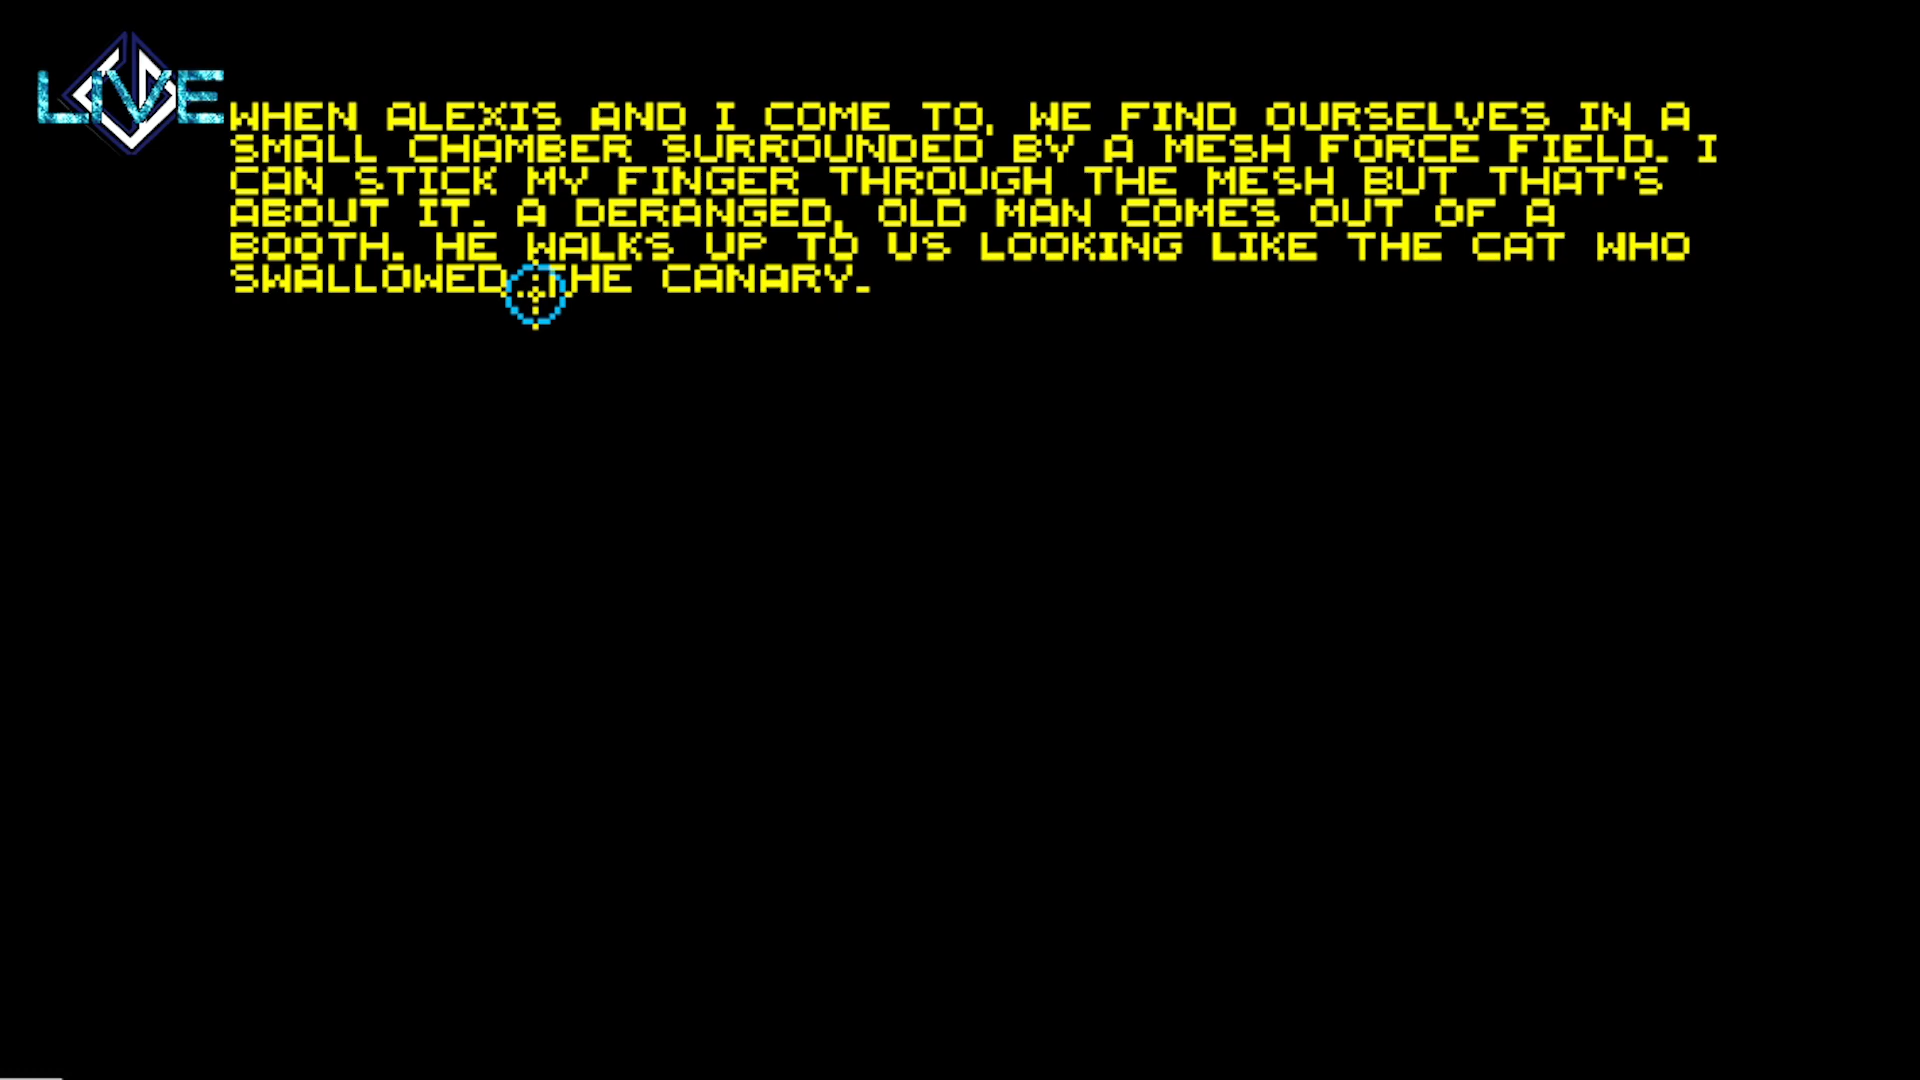 LIVE
WHEN ALEXIS AND I COME TO, WE FIND OURSELVES IN A
SMALL CHAMBER SURROUNDED BY A MESH FORCE FIELD. I
CAN STICK MY FINGER THROUGH THE MESH BUT THAT'S
ABOUT IT. A DERANGED, OLD MAN COMES OUT OF A
BOOTH. HE WALKS UP TO US LOOKING LIKE THE CAT WHO
SWALLOWED THE CANARY.